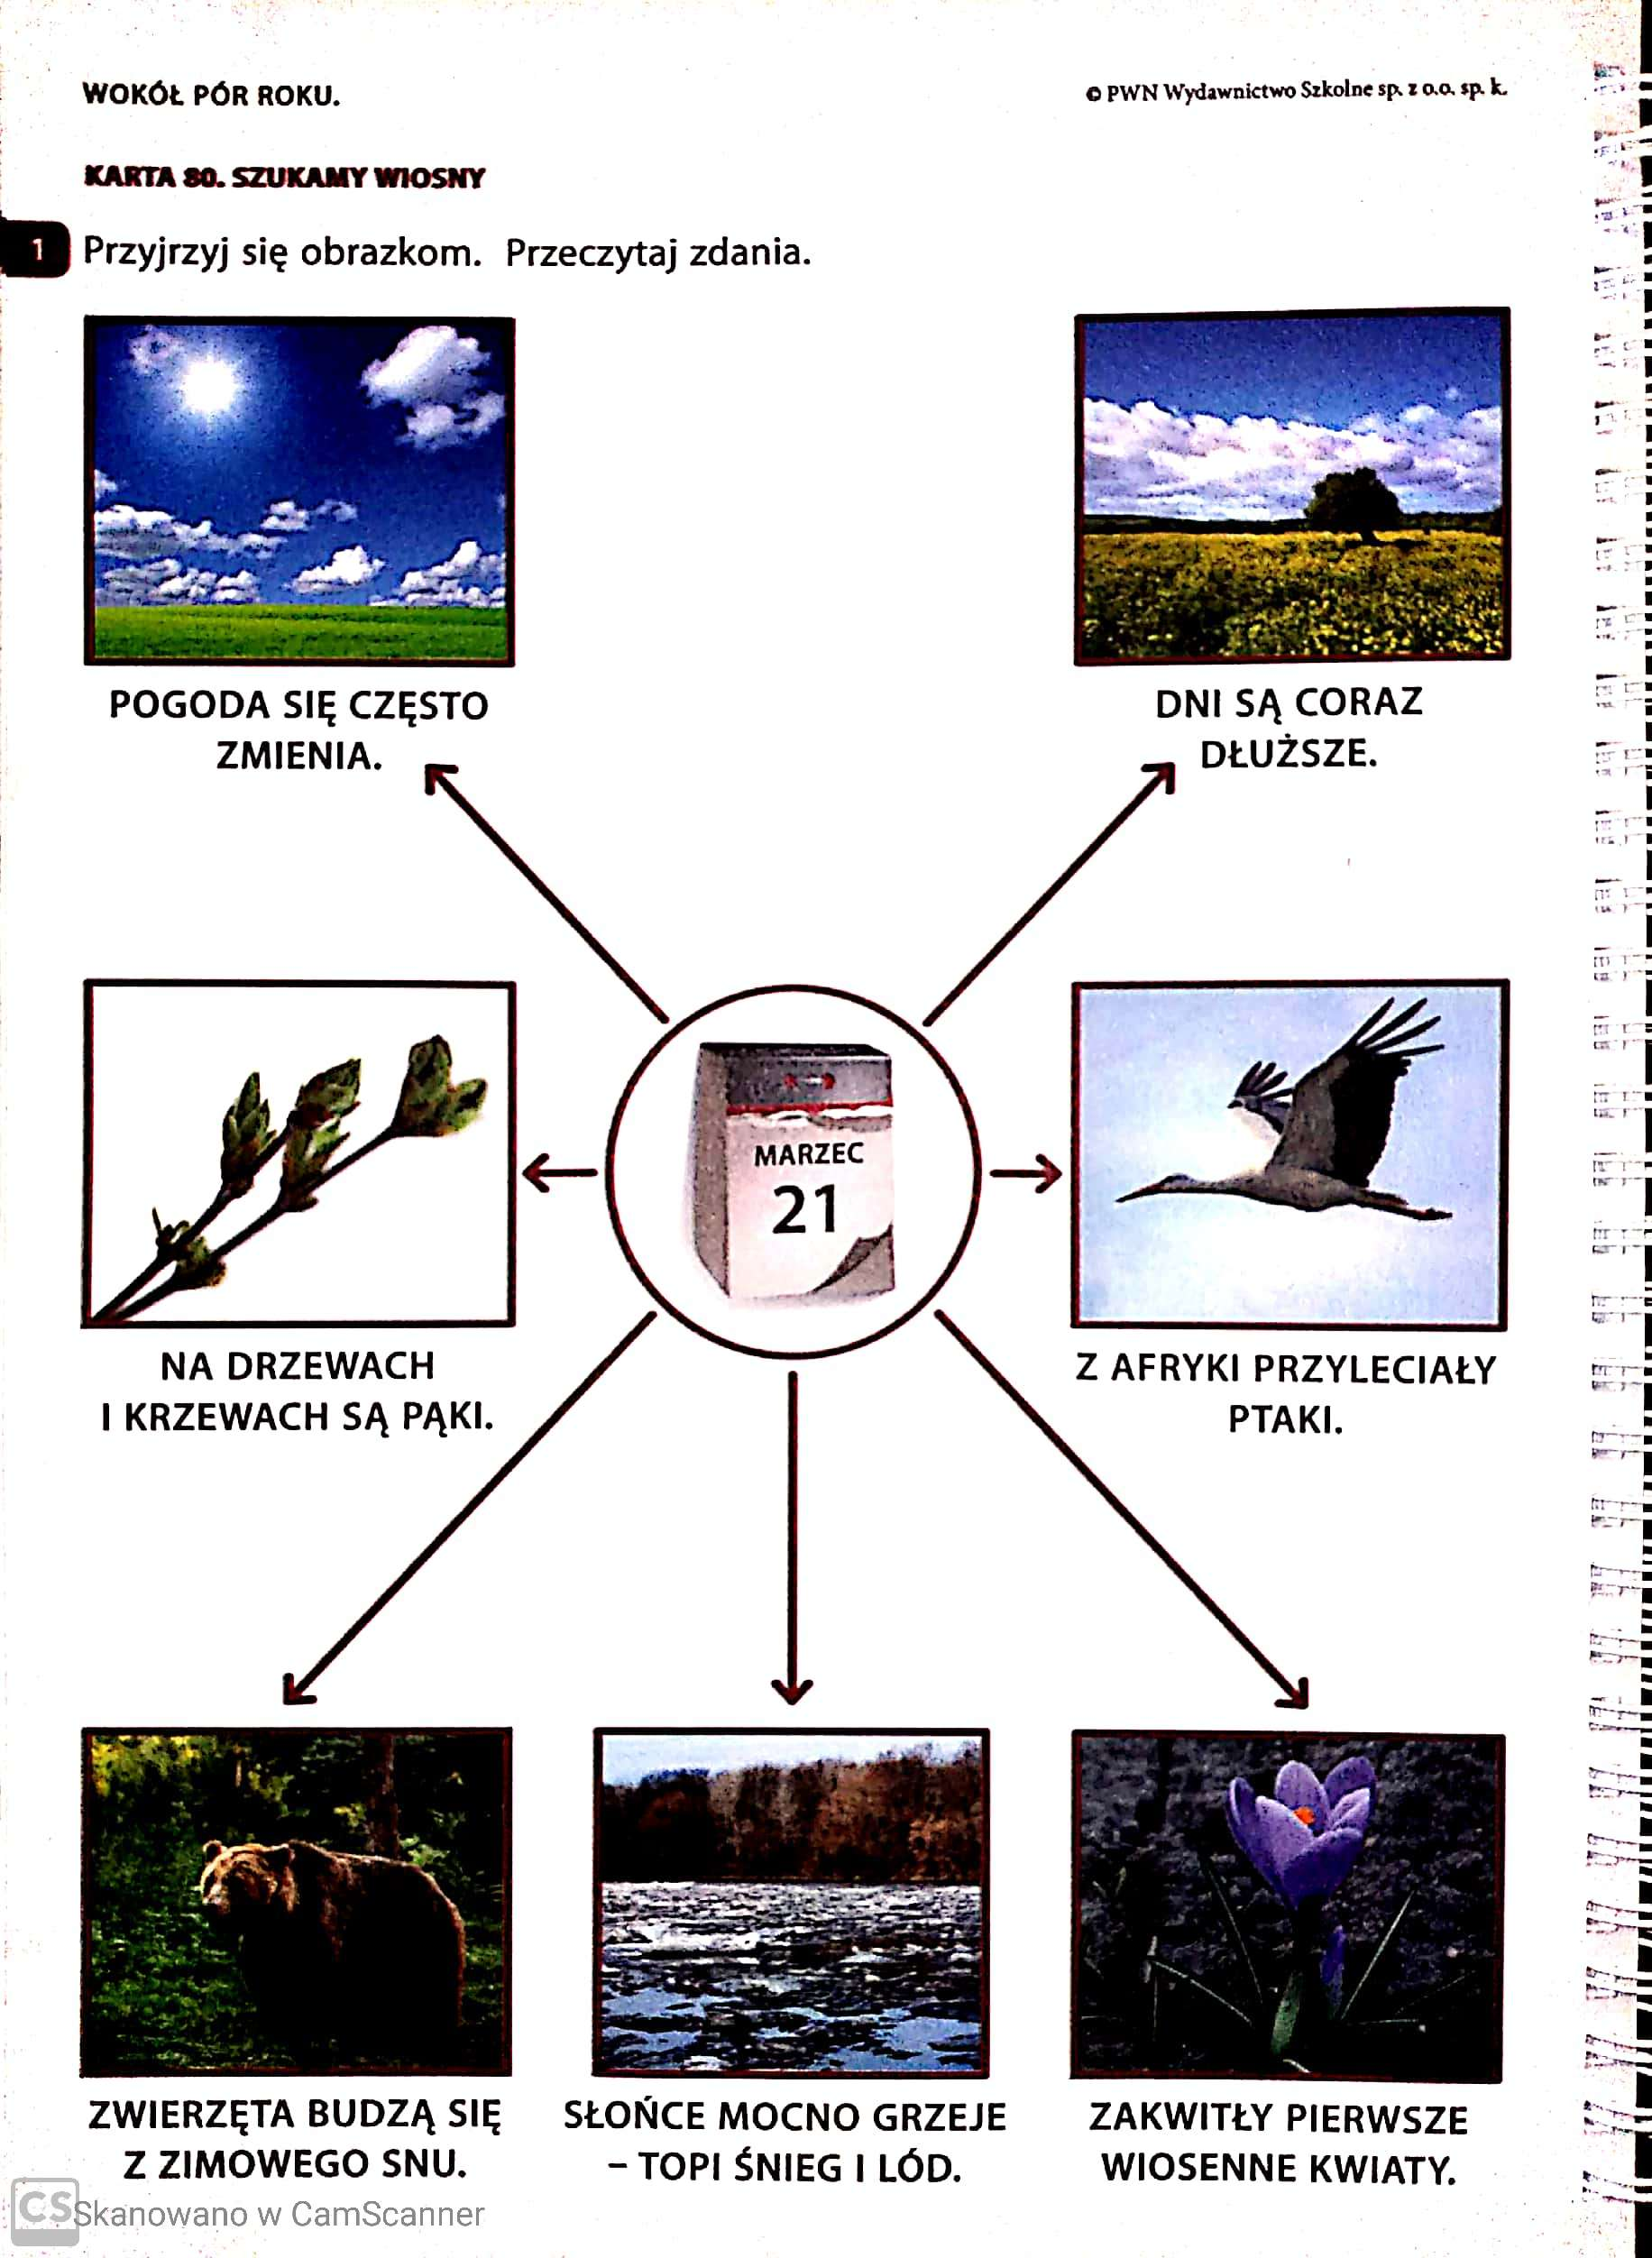 WOKÓŁ PÓR ROKU.
© PWN Wydawnictwo Szkolne sp. z o.o. sp. k.
KARTA 80. SZUKAMY WIOSNY
1 Przyjrzyj się obrazkom. Przeczytaj zdania.
POGODA SIĘ CZĘSTO
ZMIENIA.
DNI SĄ CORAZ
DŁUŻSZE.
MARZEC
21
NA DRZEWACH
I KRZEWACH SĄ PĄKI.
Z AFRYKI PRZYLECIAŁY
PTAKI.
ZWIERZĘTA BUDZĄ SIĘ
Z ZIMOWEGO SNU.
SŁOŃCE MOCNO GRZEJE
– TOPI ŚNIEG I LÓD.
ZAKWITŁY PIERWSZE
WIOSENNE KWIATY.
CS Skanowano w CamScanner